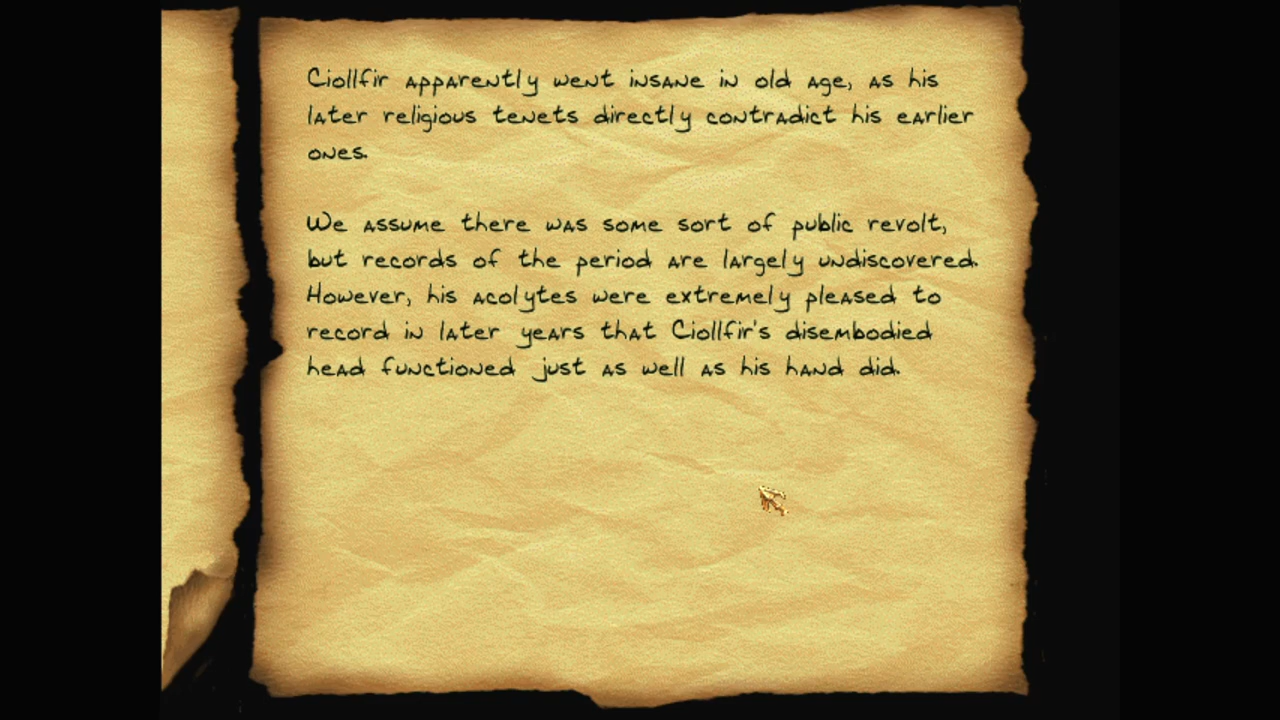 Ciollfir apparently went insane in old age, as his
later religious tenets directly contradict his earlier
ones.
We assume there was some sort of public revolt,
but records of the period are largely undiscovered.
However, his acolytes were extremely pleased to
record in later years that Ciollfir's disembodied
head functioned just as well as his hand did.